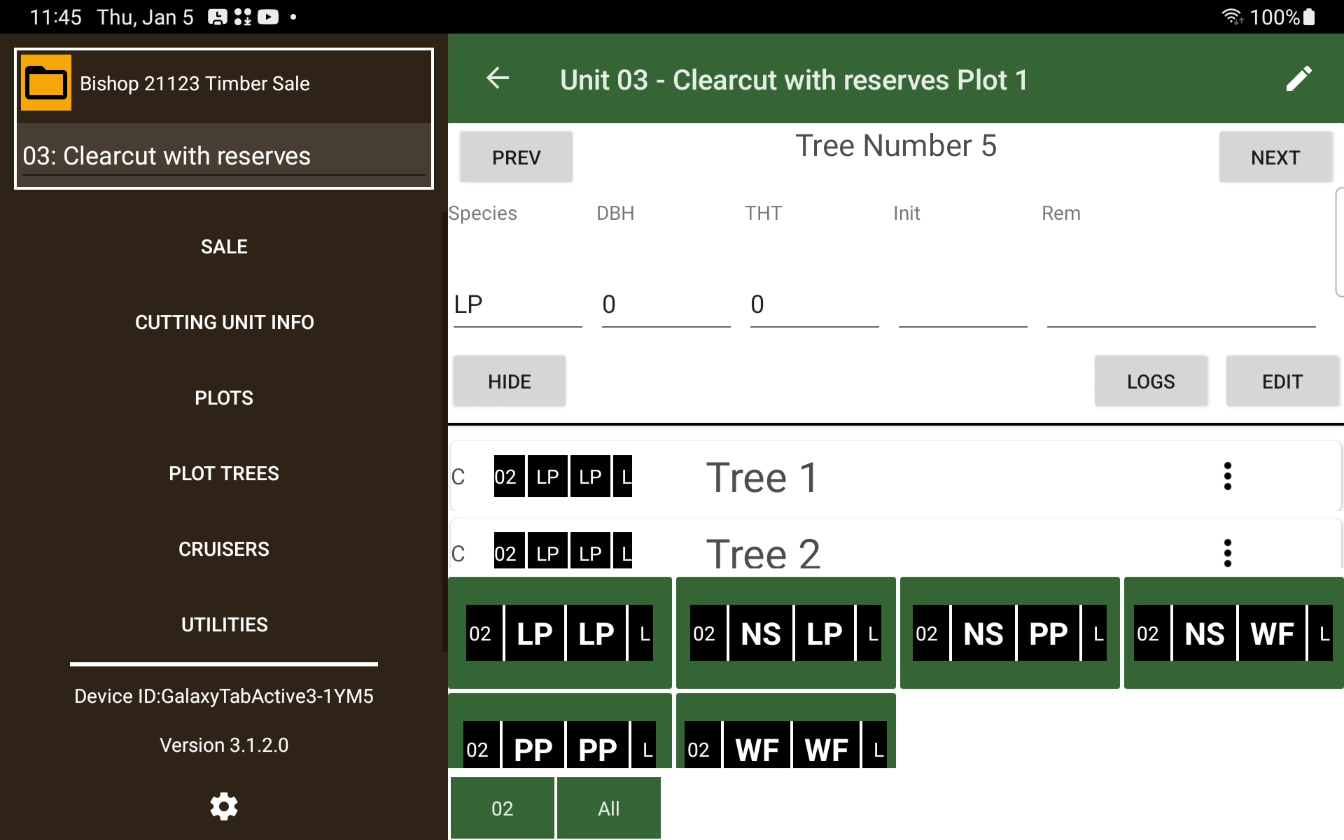 11:45 Thu, Jan 5
100%
Bishop 21123 Timber Sale
03: Clearcut with reserves
SALE
CUTTING UNIT INFO
PLOTS
PLOT TREES
CRUISERS
UTILITIES
Device ID:GalaxyTabActive3-1YM5
Version 3.1.2.0
Unit 03 - Clearcut with reserves Plot 1
PREV Tree Number 5 NEXT
Species DBH THT Init Rem
LP 0 0
HIDE LOGS EDIT
C 02 LP LP L Tree 1
C 02 LP LP L Tree 2
02 LP LP L 02 NS LP L 02 NS PP L 02 NS WF L
02 PP PP L 02 WF WF L
02 All